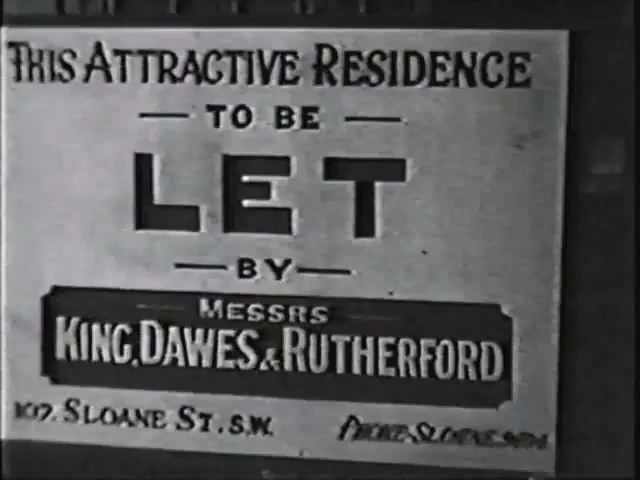 THIS ATTRACTIVE RESIDENCE
— TO BE —
LET
— BY —
MESSRS
KING, DAWES & RUTHERFORD
107. SLOANE ST. S.W. PHONE SLOANE